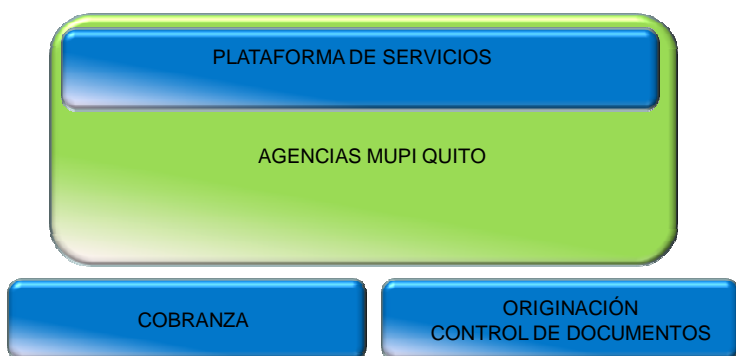 PLATAFORMA DE SERVICIOS
AGENCIAS MUPI QUITO
COBRANZA
ORIGINACIÓN
CONTROL DE DOCUMENTOS